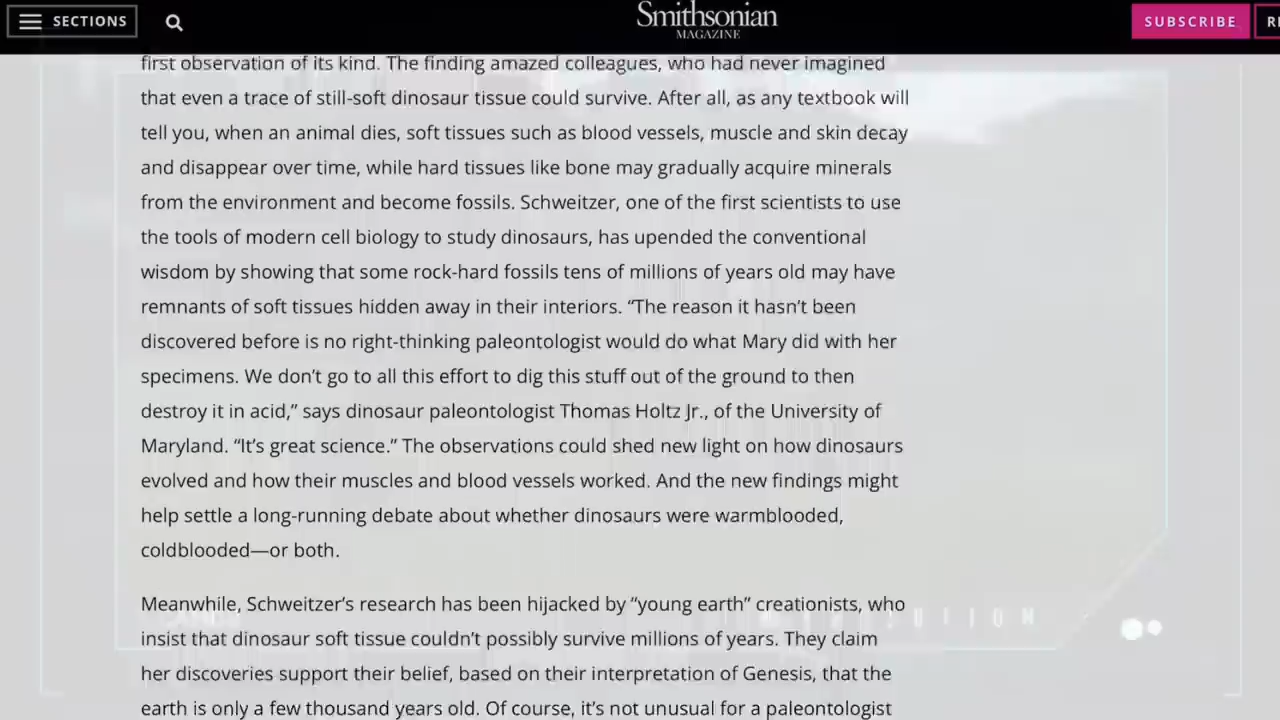 SECTIONS
Smithsonian
MAGAZINE
SUBSCRIBE
first observation of its kind. The finding amazed colleagues, who had never imagined
that even a trace of still-soft dinosaur tissue could survive. After all, as any textbook will
tell you, when an animal dies, soft tissues such as blood vessels, muscle and skin decay
and disappear over time, while hard tissues like bone may gradually acquire minerals
from the environment and become fossils. Schweitzer, one of the first scientists to use
the tools of modern cell biology to study dinosaurs, has upended the conventional
wisdom by showing that some rock-hard fossils tens of millions of years old may have
remnants of soft tissues hidden away in their interiors. “The reason it hasn’t been
discovered before is no right-thinking paleontologist would do what Mary did with her
specimens. We don’t go to all this effort to dig this stuff out of the ground to then
destroy it in acid,” says dinosaur paleontologist Thomas Holtz Jr., of the University of
Maryland. “It’s great science.” The observations could shed new light on how dinosaurs
evolved and how their muscles and blood vessels worked. And the new findings might
help settle a long-running debate about whether dinosaurs were warmblooded,
coldblooded—or both.
Meanwhile, Schweitzer’s research has been hijacked by “young earth” creationists, who
insist that dinosaur soft tissue couldn’t possibly survive millions of years. They claim
her discoveries support their belief, based on their interpretation of Genesis, that the
earth is only a few thousand years old. Of course, it’s not unusual for a paleontologist